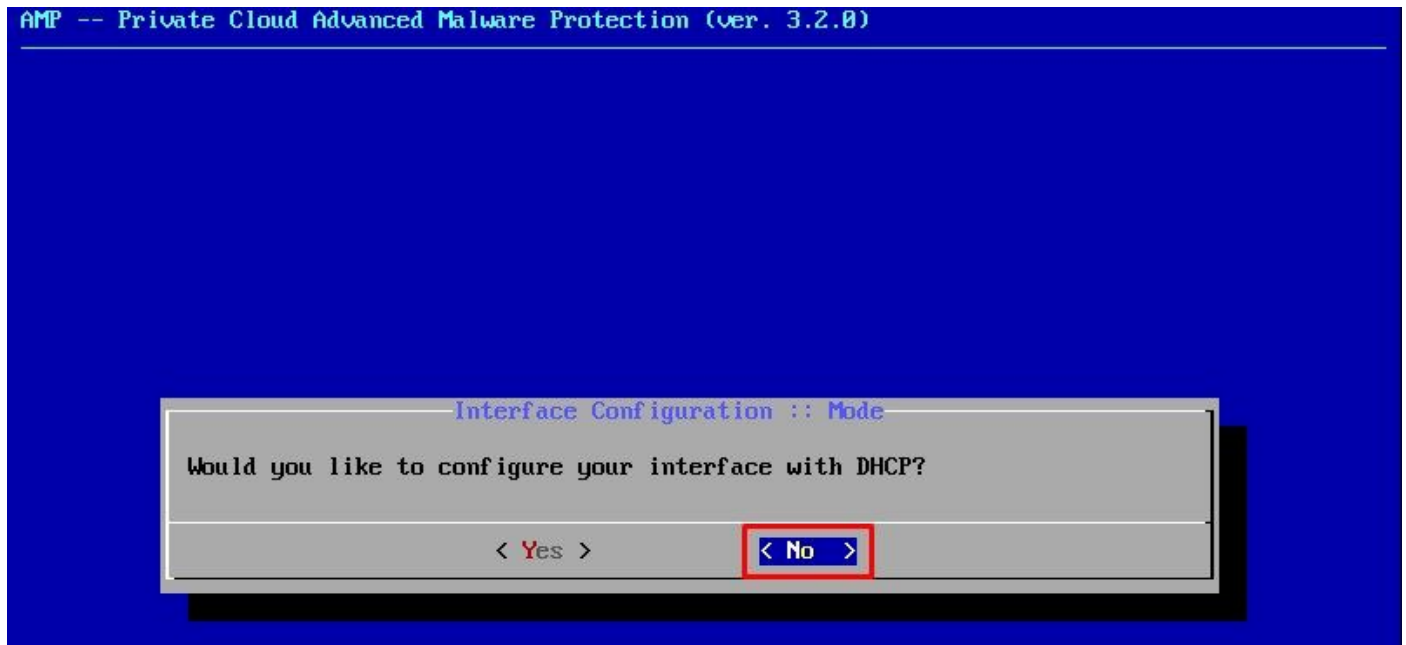 AMP -- Private Cloud Advanced Malware Protection (ver. 3.2.0)
Interface Configuration :: Mode
Would you like to configure your interface with DHCP?
< Yes > < No >